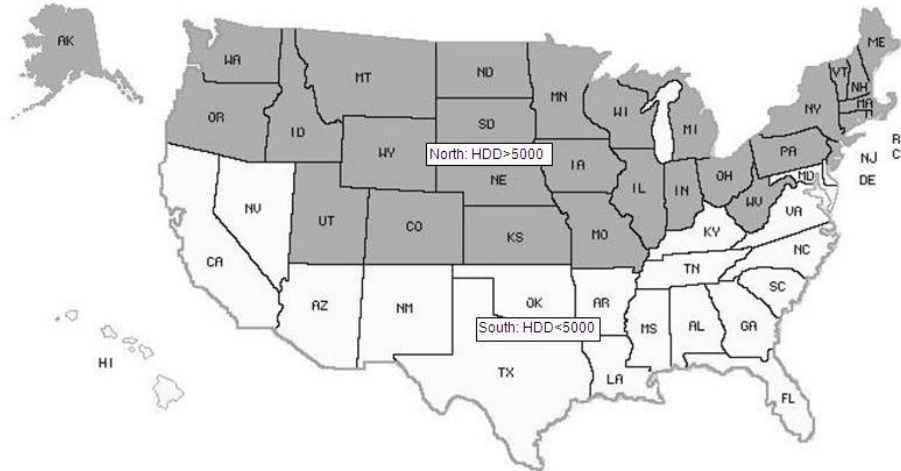 AK
WA
MT
ND
MN
ME
VT
NH
OR
ID
SD
WI
MI
NY
MA
R
C
WY
North: HDD>5000
IA
PA
NJ
NE
OH
DE
NV
UT
CO
IL
IN
MD
WV
VA
KS
MO
KY
CA
NC
TN
AZ
NM
OK
AR
SC
South: HDD<5000
MS
AL
GA
HI
TX
LA
FL